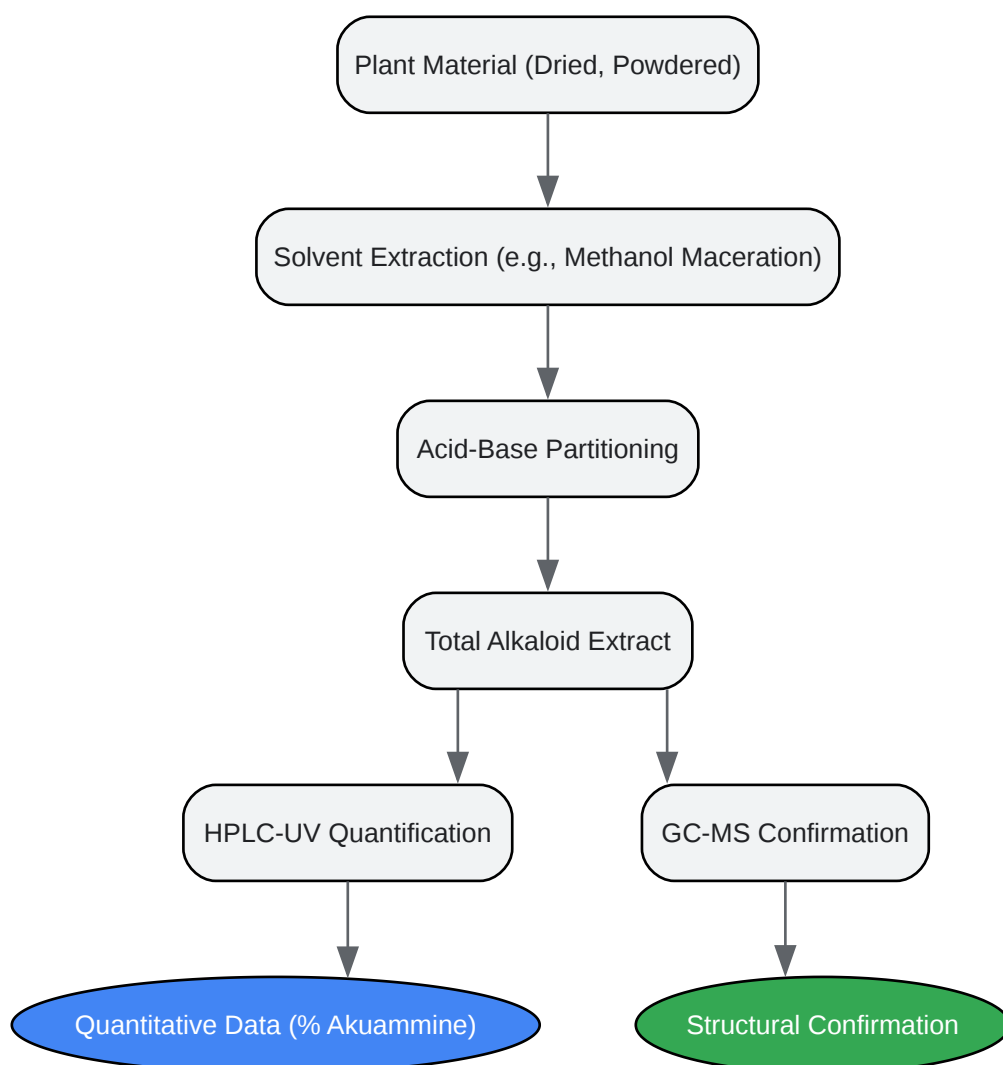 Plant Material (Dried, Powdered)
Solvent Extraction (e.g., Methanol Maceration)
Acid-Base Partitioning
Total Alkaloid Extract
HPLC-UV Quantification
GC-MS Confirmation
Quantitative Data (% Akuammine)
Structural Confirmation